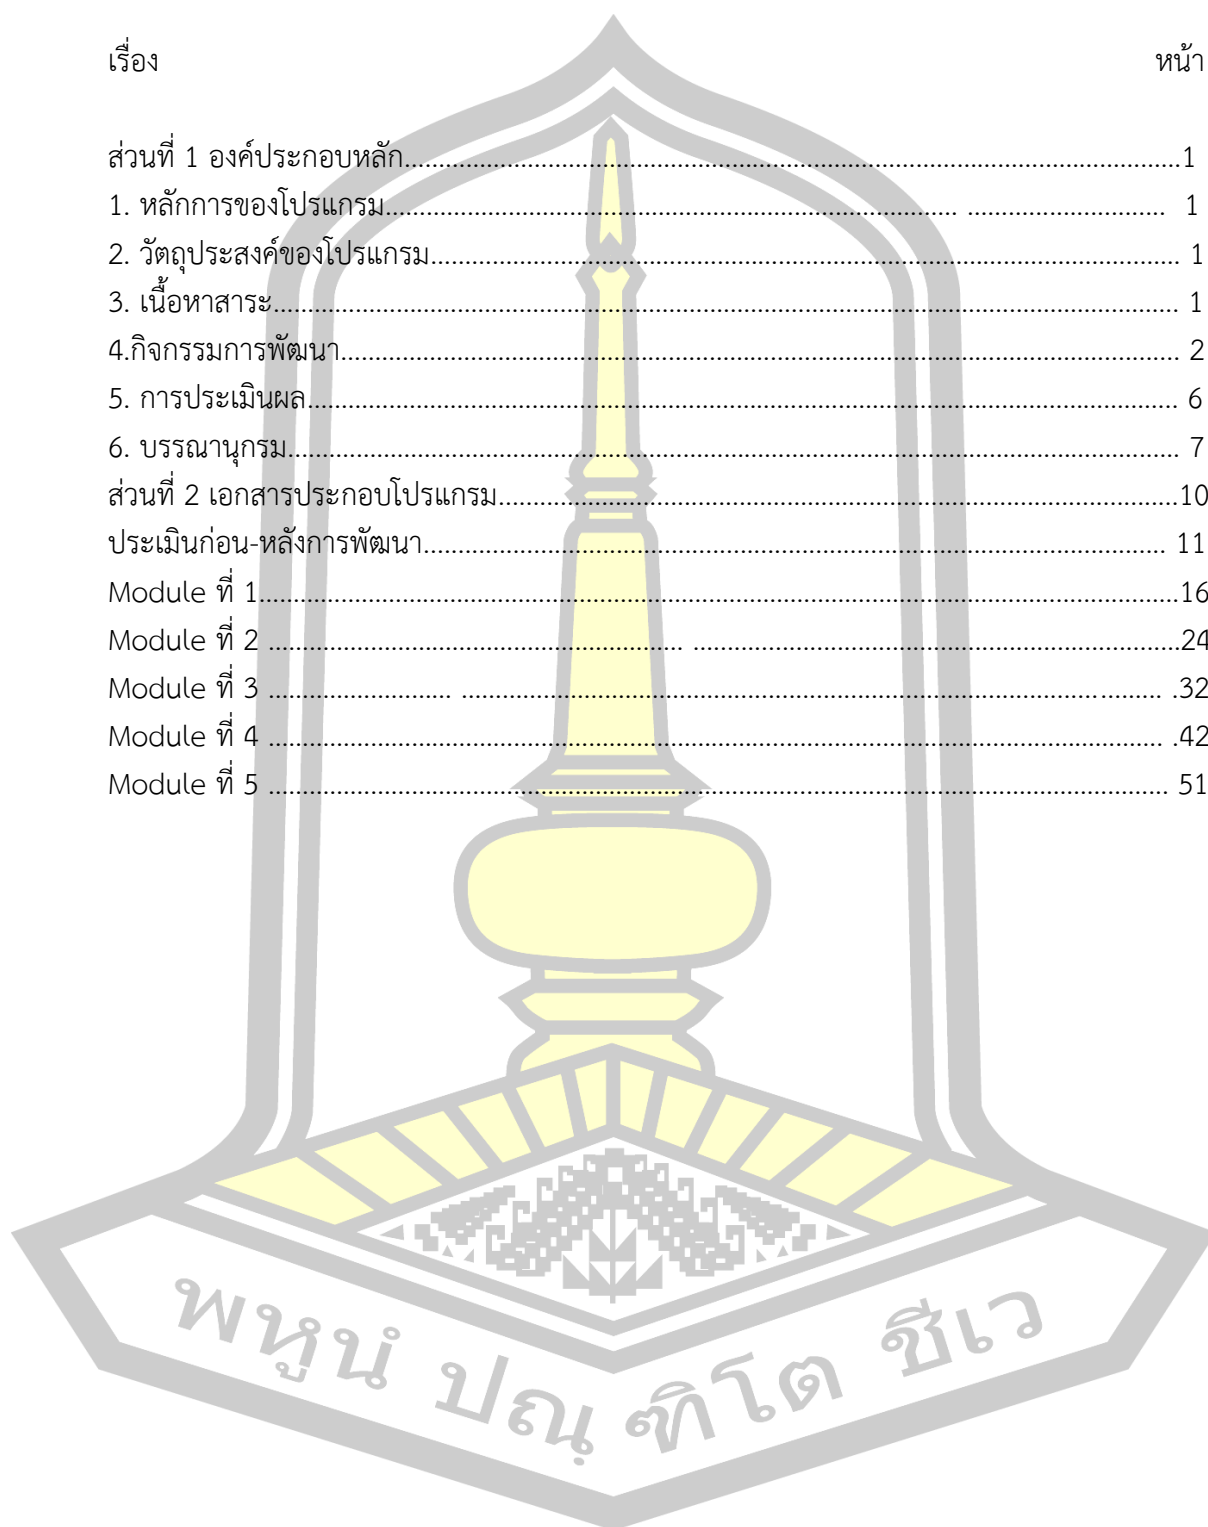 เรื่อง หน้า
ส่วนที่ 1 องค์ประกอบหลัก........................................................................................................1
1. หลักการของโปรแกรม............................................................................ .......................... 1
2. วัตถุประสงค์ของโปรแกรม.................................................................................................... 1
3. เนื้อหาสาระ......................................................................................................................... 1
4.กิจกรรมการพัฒนา................................................................................................................ 2
5. การประเมินผล..................................................................................................................... 6
6. บรรณานุกรม....................................................................................................................... 7
ส่วนที่ 2 เอกสารประกอบโปรแกรม...........................................................................................10
ประเมินก่อน-หลังการพัฒนา................................................................................................... 11
Module ที่ 1...........................................................................................................................16
Module ที่ 2 ....................................................... .................................................................24
Module ที่ 3 ........................ ............................................................................................. .32
Module ที่ 4 ....................................................................................................................... .42
Module ที่ 5 ........................................................................................................................ 51
พหูนํ ปณฺฑิโต ชีเว